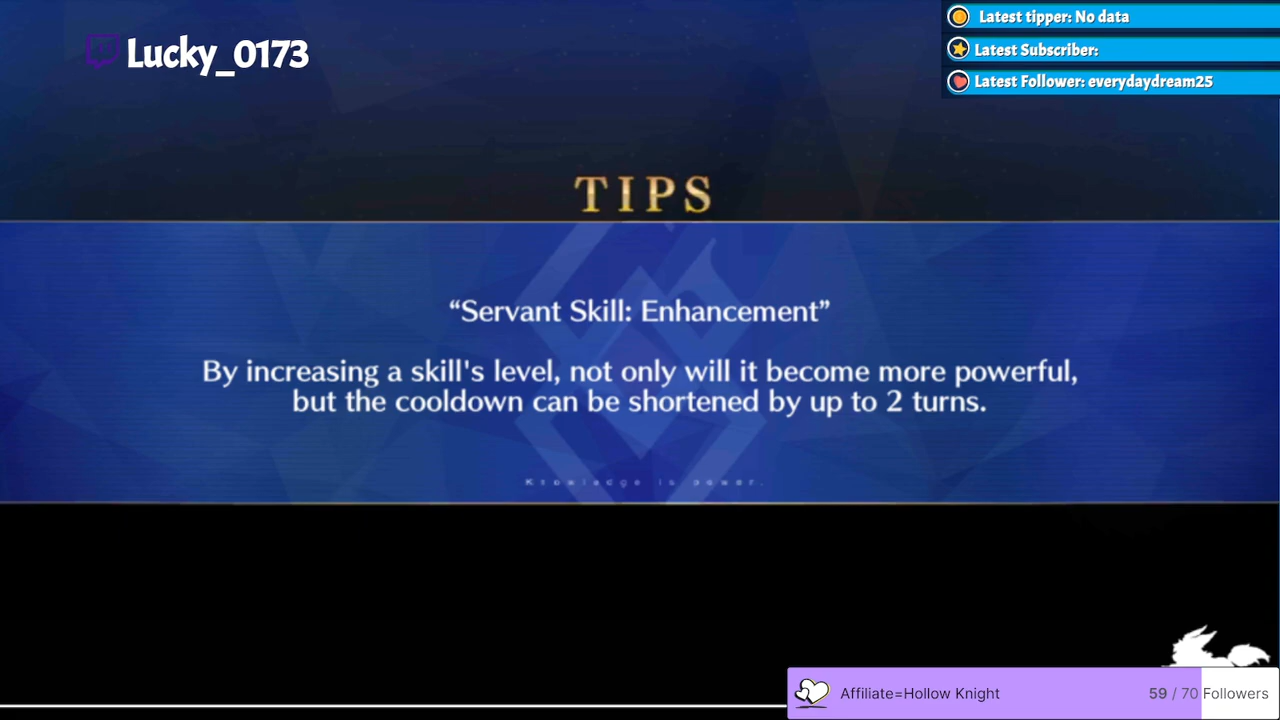 Lucky_0173
Latest tipper: No data
Latest Subscriber:
Latest Follower: everydaydream25
TIPS
“Servant Skill: Enhancement”
By increasing a skill's level, not only will it become more powerful,
but the cooldown can be shortened by up to 2 turns.
Knowledge is power.
Affiliate=Hollow Knight 59 / 70 Followers